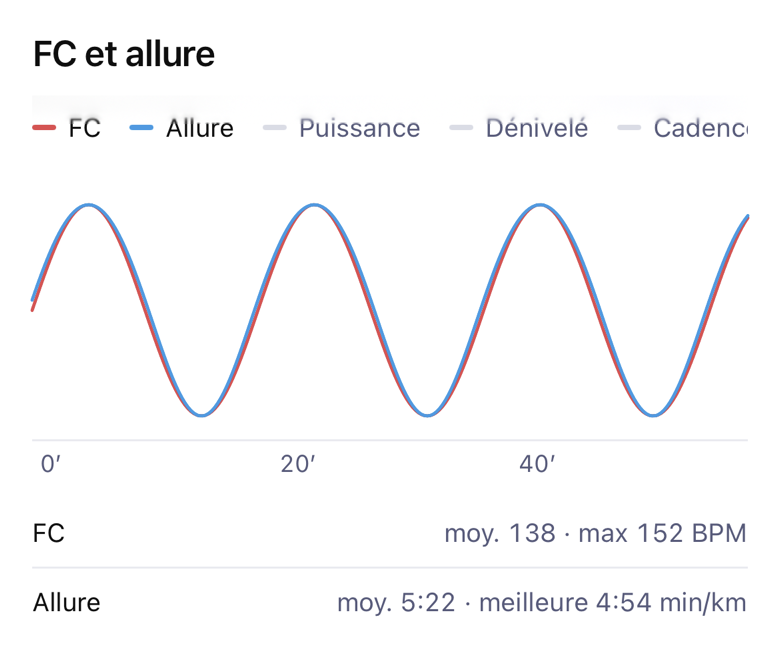 FC et allure
FC Allure Puissance Dénivelé Cadenc
0′ 20′ 40′
FC moy. 138 · max 152 BPM
Allure moy. 5:22 · meilleure 4:54 min/km